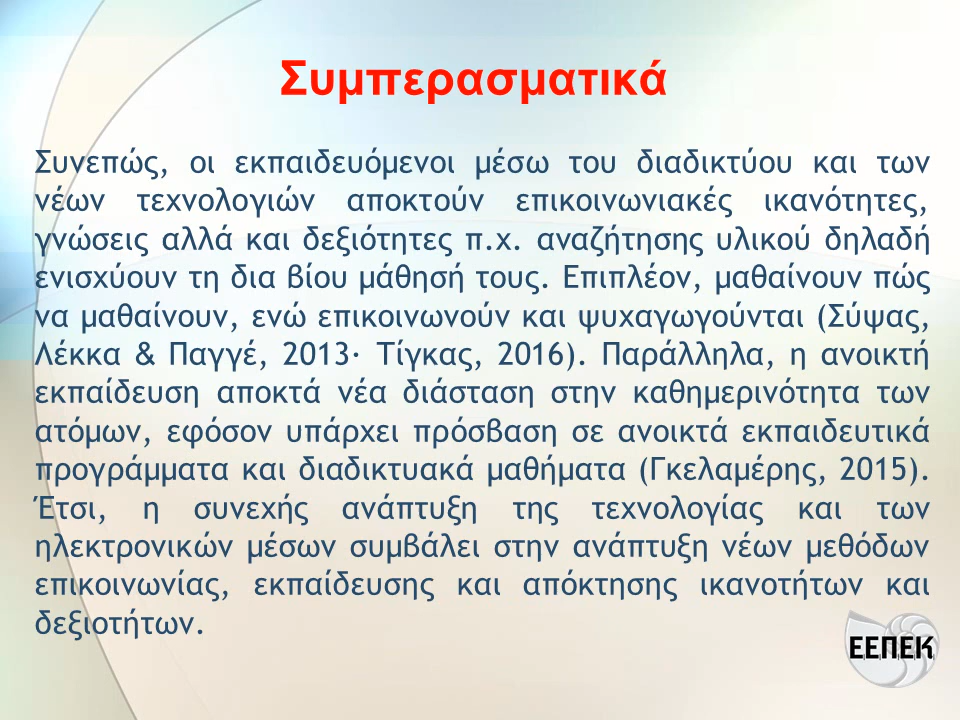 Συμπερασματικά
Συνεπώς, οι εκπαιδευόμενοι μέσω του διαδικτύου και των
νέων τεχνολογιών αποκτούν επικοινωνιακές ικανότητες,
γνώσεις αλλά και δεξιότητες π.χ. αναζήτησης υλικού δηλαδή
ενισχύουν τη δια βίου μάθησή τους. Επιπλέον, μαθαίνουν πώς
να μαθαίνουν, ενώ επικοινωνούν και ψυχαγωγούνται (Σύψας,
Λέκκα & Παγγέ, 2013· Τίγκας, 2016). Παράλληλα, η ανοικτή
εκπαίδευση αποκτά νέα διάσταση στην καθημερινότητα των
ατόμων, εφόσον υπάρχει πρόσβαση σε ανοικτά εκπαιδευτικά
προγράμματα και διαδικτυακά μαθήματα (Γκελαμέρης, 2015).
Έτσι, η συνεχής ανάπτυξη της τεχνολογίας και των
ηλεκτρονικών μέσων συμβάλει στην ανάπτυξη νέων μεθόδων
επικοινωνίας, εκπαίδευσης και απόκτησης ικανοτήτων και
δεξιοτήτων.
ΕΕΠΕΚ